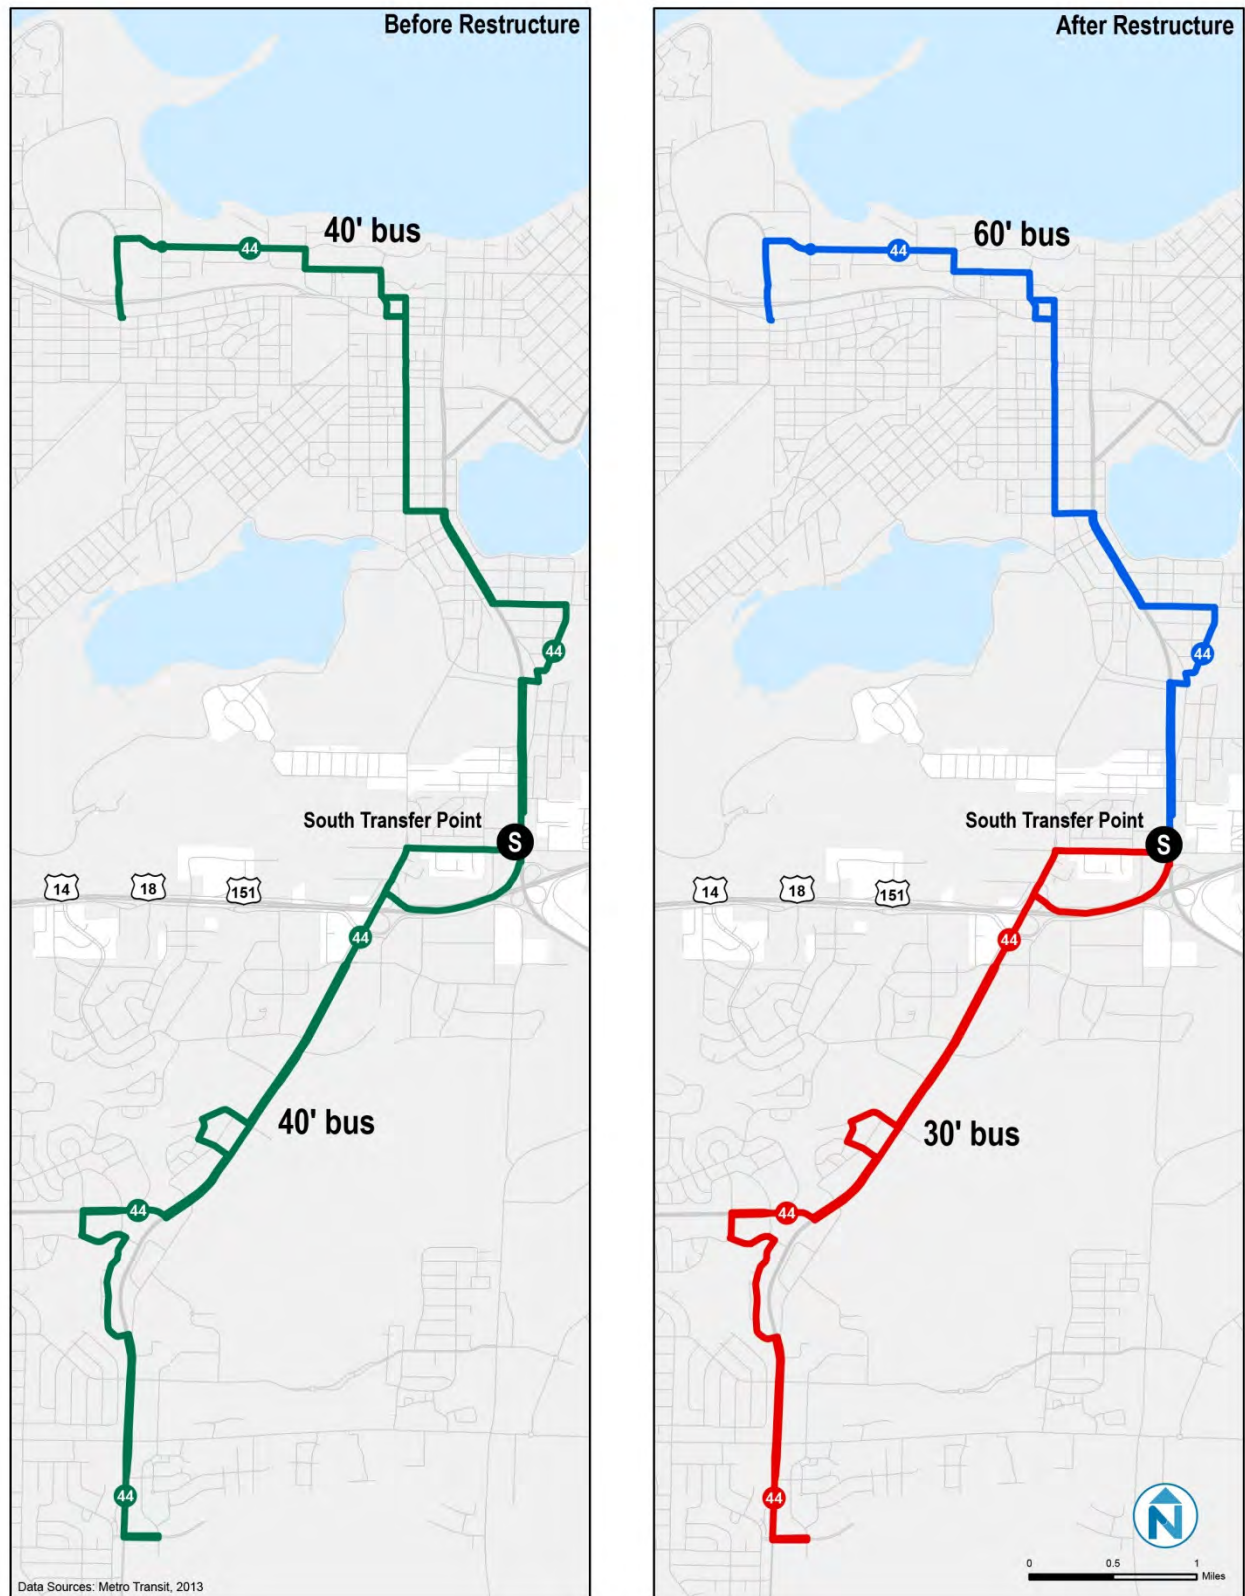 Before Restructure
40' bus
44
44
South Transfer Point
S
14
18
151
44
40' bus
44
44
Data Sources: Metro Transit, 2013
After Restructure
60' bus
44
44
South Transfer Point
S
14
18
151
44
30' bus
44
44
N
0 0.5 1
Miles